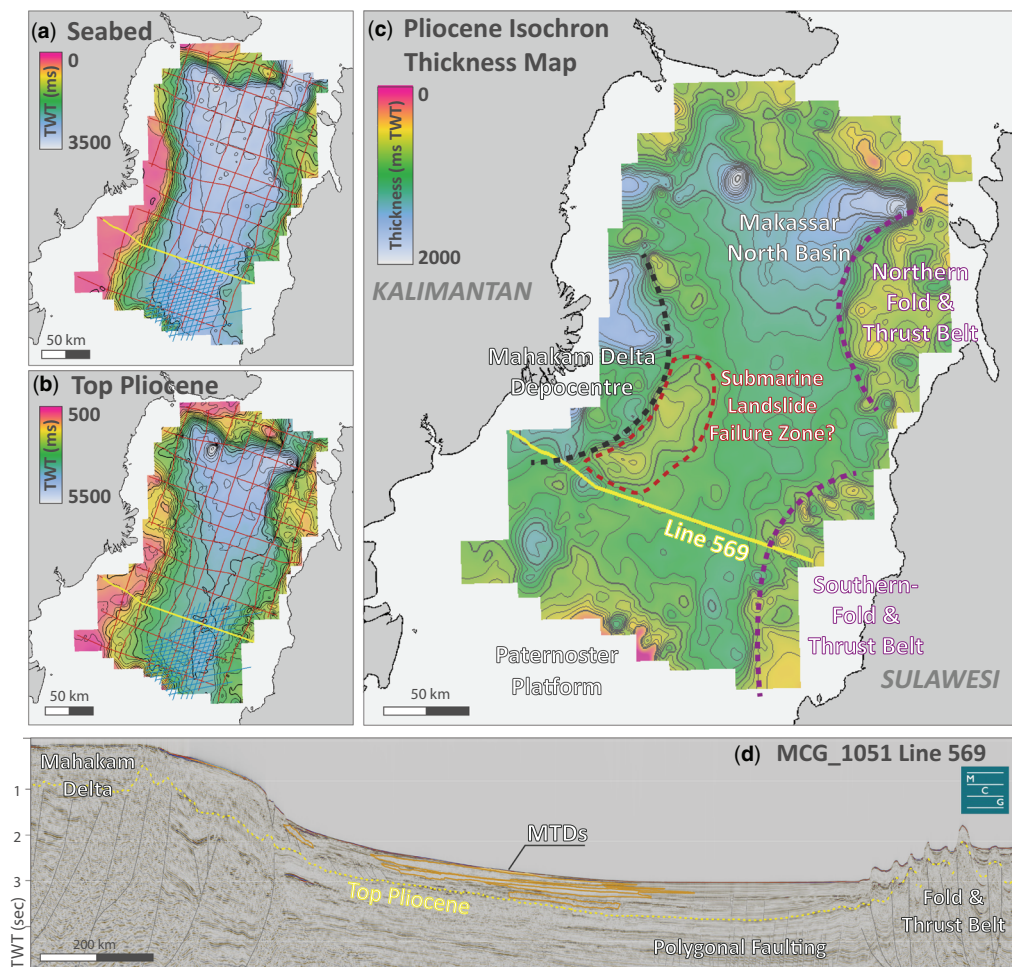 (a) Seabed
0
TWT (ms)
3500
50 km
(b) Top Pliocene
500
TWT (ms)
5500
50 km
(c) Pliocene Isochron
Thickness Map
0
Thickness (ms TWT)
2000
KALIMANTAN
Makassar
North Basin
Northern
Fold &
Thrust Belt
Mahakam Delta
Depocentre
Submarine
Landslide
Failure Zone?
Line 569
Southern-
Fold &
Thrust Belt
Paternoster
Platform
SULAWESI
50 km
(d) MCG_1051 Line 569
M
C
G
Mahakam
Delta
1
2
3
TWT (sec)
MTDs
Top Pliocene
Fold &
Thrust Belt
Polygonal Faulting
200 km